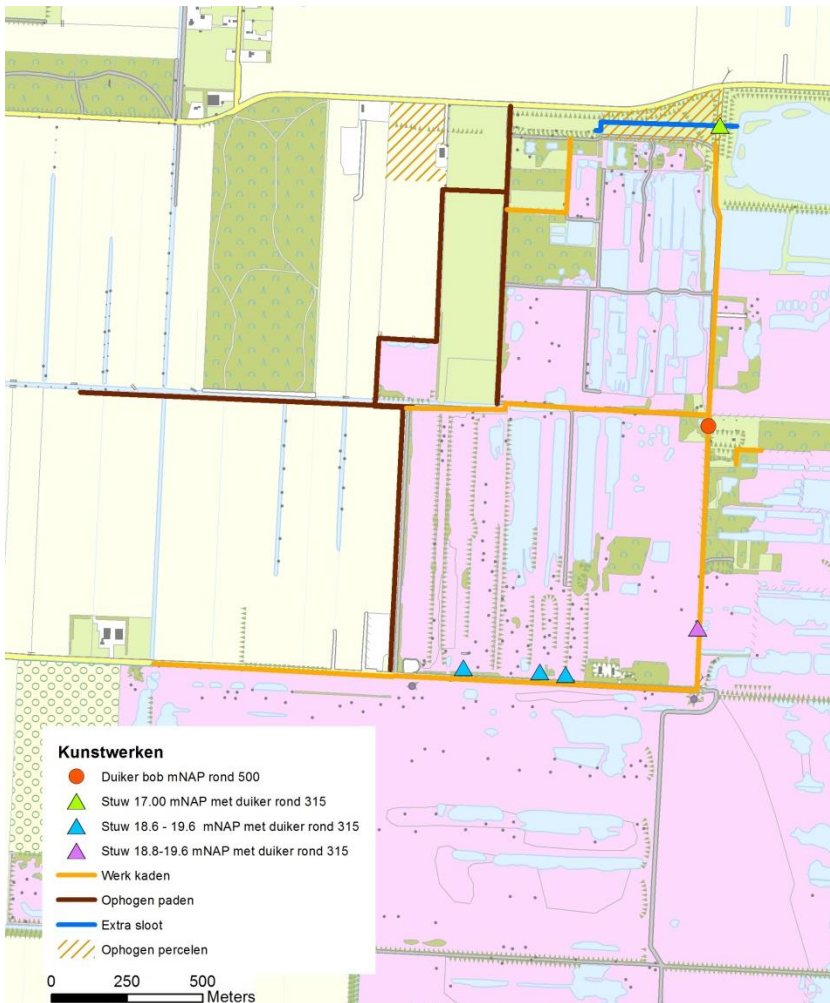 Kunstwerken
Duiker bob mNAP rond 500
Stuw 17.00 mNAP met duiker rond 315
Stuw 18.6 - 19.6 mNAP met duiker rond 315
Stuw 18.8-19.6 mNAP met duiker rond 315
Werk kaden
Ophogen paden
Extra sloot
Ophogen percelen
0 250 500
Meters